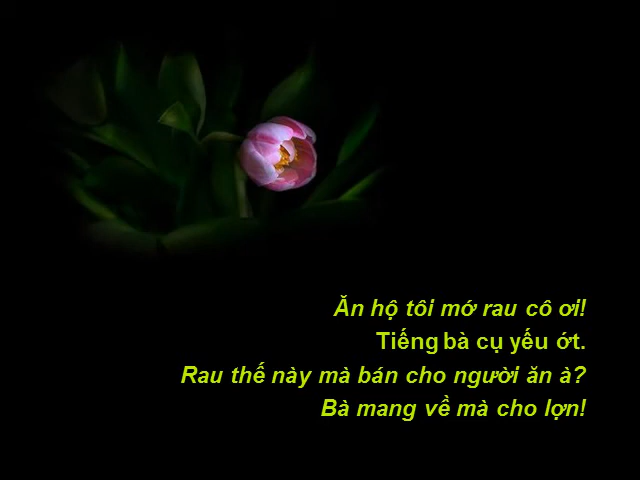 Ăn hộ tôi mớ rau cô ơi!
Tiếng bà cụ yếu ớt.
Rau thế này mà bán cho người ăn à?
Bà mang về mà cho lợn!